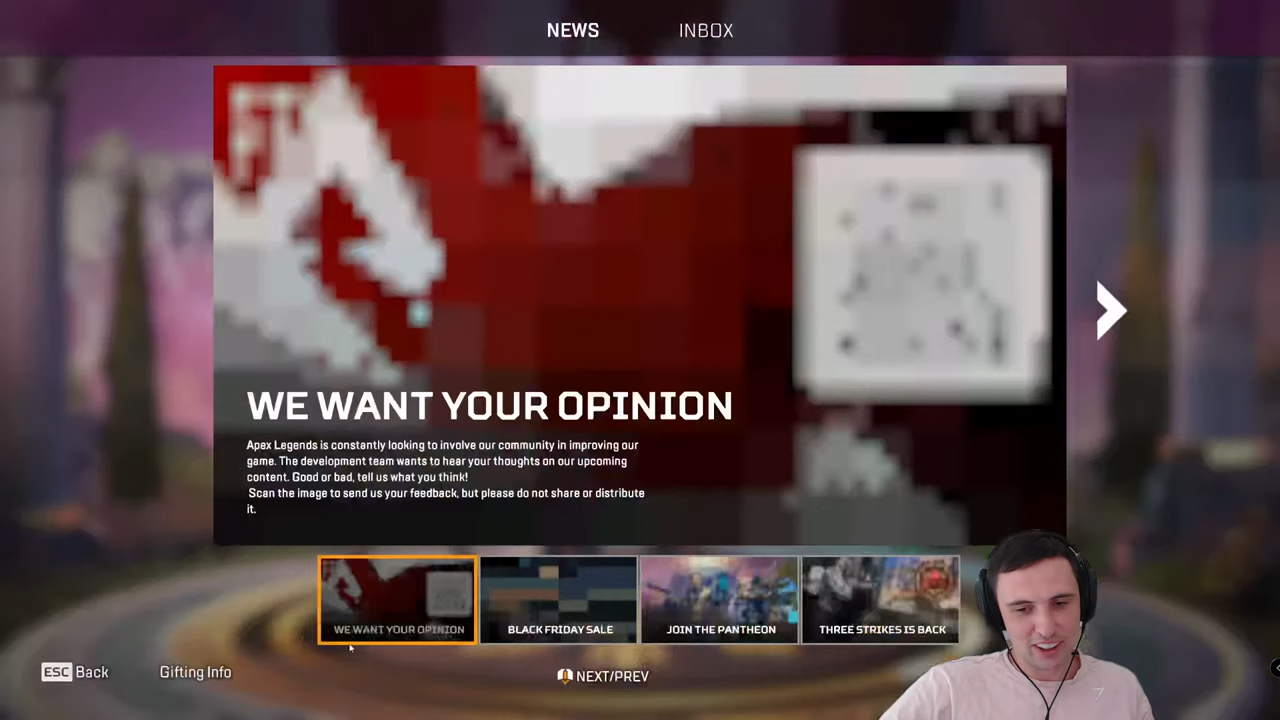 NEWS
INBOX
WE WANT YOUR OPINION
Apex Legends is constantly looking to involve our community in improving our
game. The development team wants to hear your thoughts on our upcoming
content. Good or bad, tell us what you think!
Scan the image to send us your feedback, but please do not share or distribute
it.
WE WANT YOUR OPINION
BLACK FRIDAY SALE
JOIN THE PANTHEON
THREE STRIKES IS BACK
ESC Back
Gifting Info
NEXT/PREV